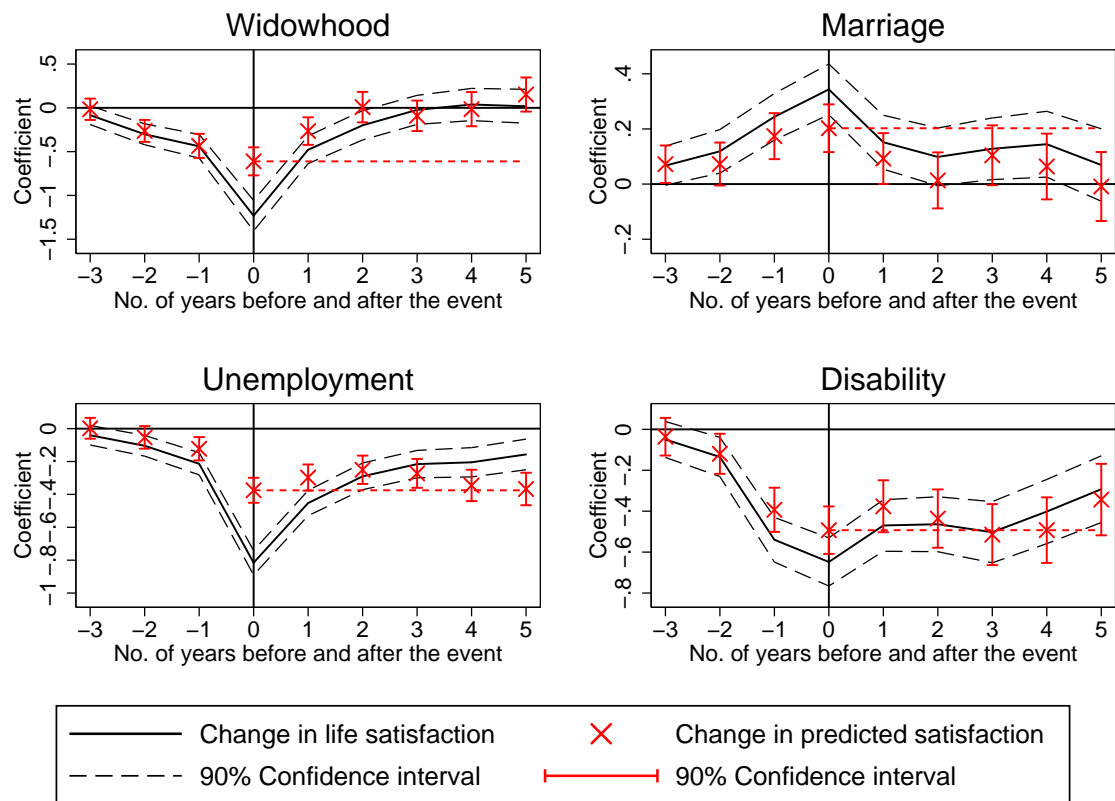 Widowhood
Coefficient
.5
0
−.5
−1
−1.5
−3 −2 −1 0 1 2 3 4 5
No. of years before and after the event
Marriage
Coefficient
.4
.2
0
−.2
−3 −2 −1 0 1 2 3 4 5
No. of years before and after the event
Unemployment
Coefficient
0
−.2
−.4
−.6
−.8
−1
−3 −2 −1 0 1 2 3 4 5
No. of years before and after the event
Disability
Coefficient
0
−.2
−.4
−.6
−.8
−3 −2 −1 0 1 2 3 4 5
No. of years before and after the event
Change in life satisfaction
Change in predicted satisfaction
90% Confidence interval
90% Confidence interval